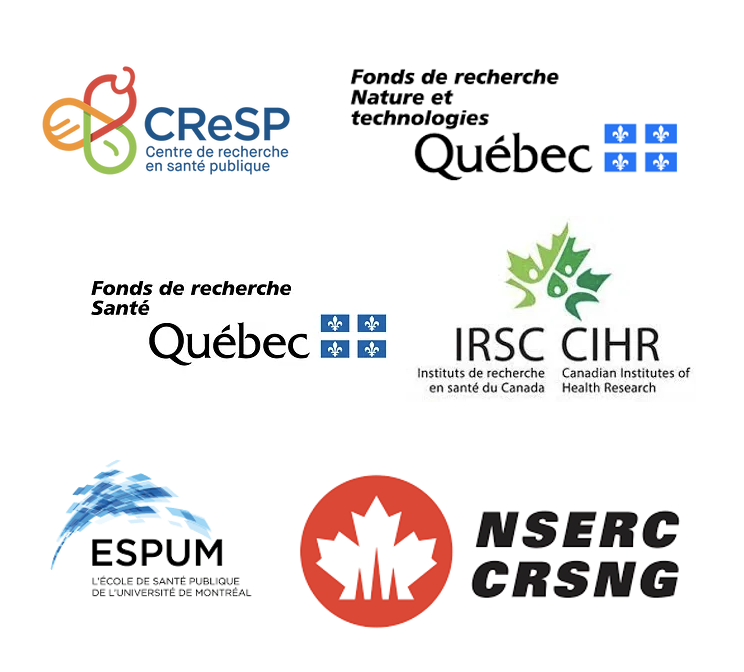 CReSP
Centre de recherche
en santé publique
Fonds de recherche
Nature et
technologies
Québec
Fonds de recherche
Santé
Québec
IRSC CIHR
Instituts de recherche Canadian Institutes of
en santé du Canada Health Research
ESPUM
L'ÉCOLE DE SANTÉ PUBLIQUE
DE L'UNIVERSITÉ DE MONTRÉAL
NSERC
CRSNG